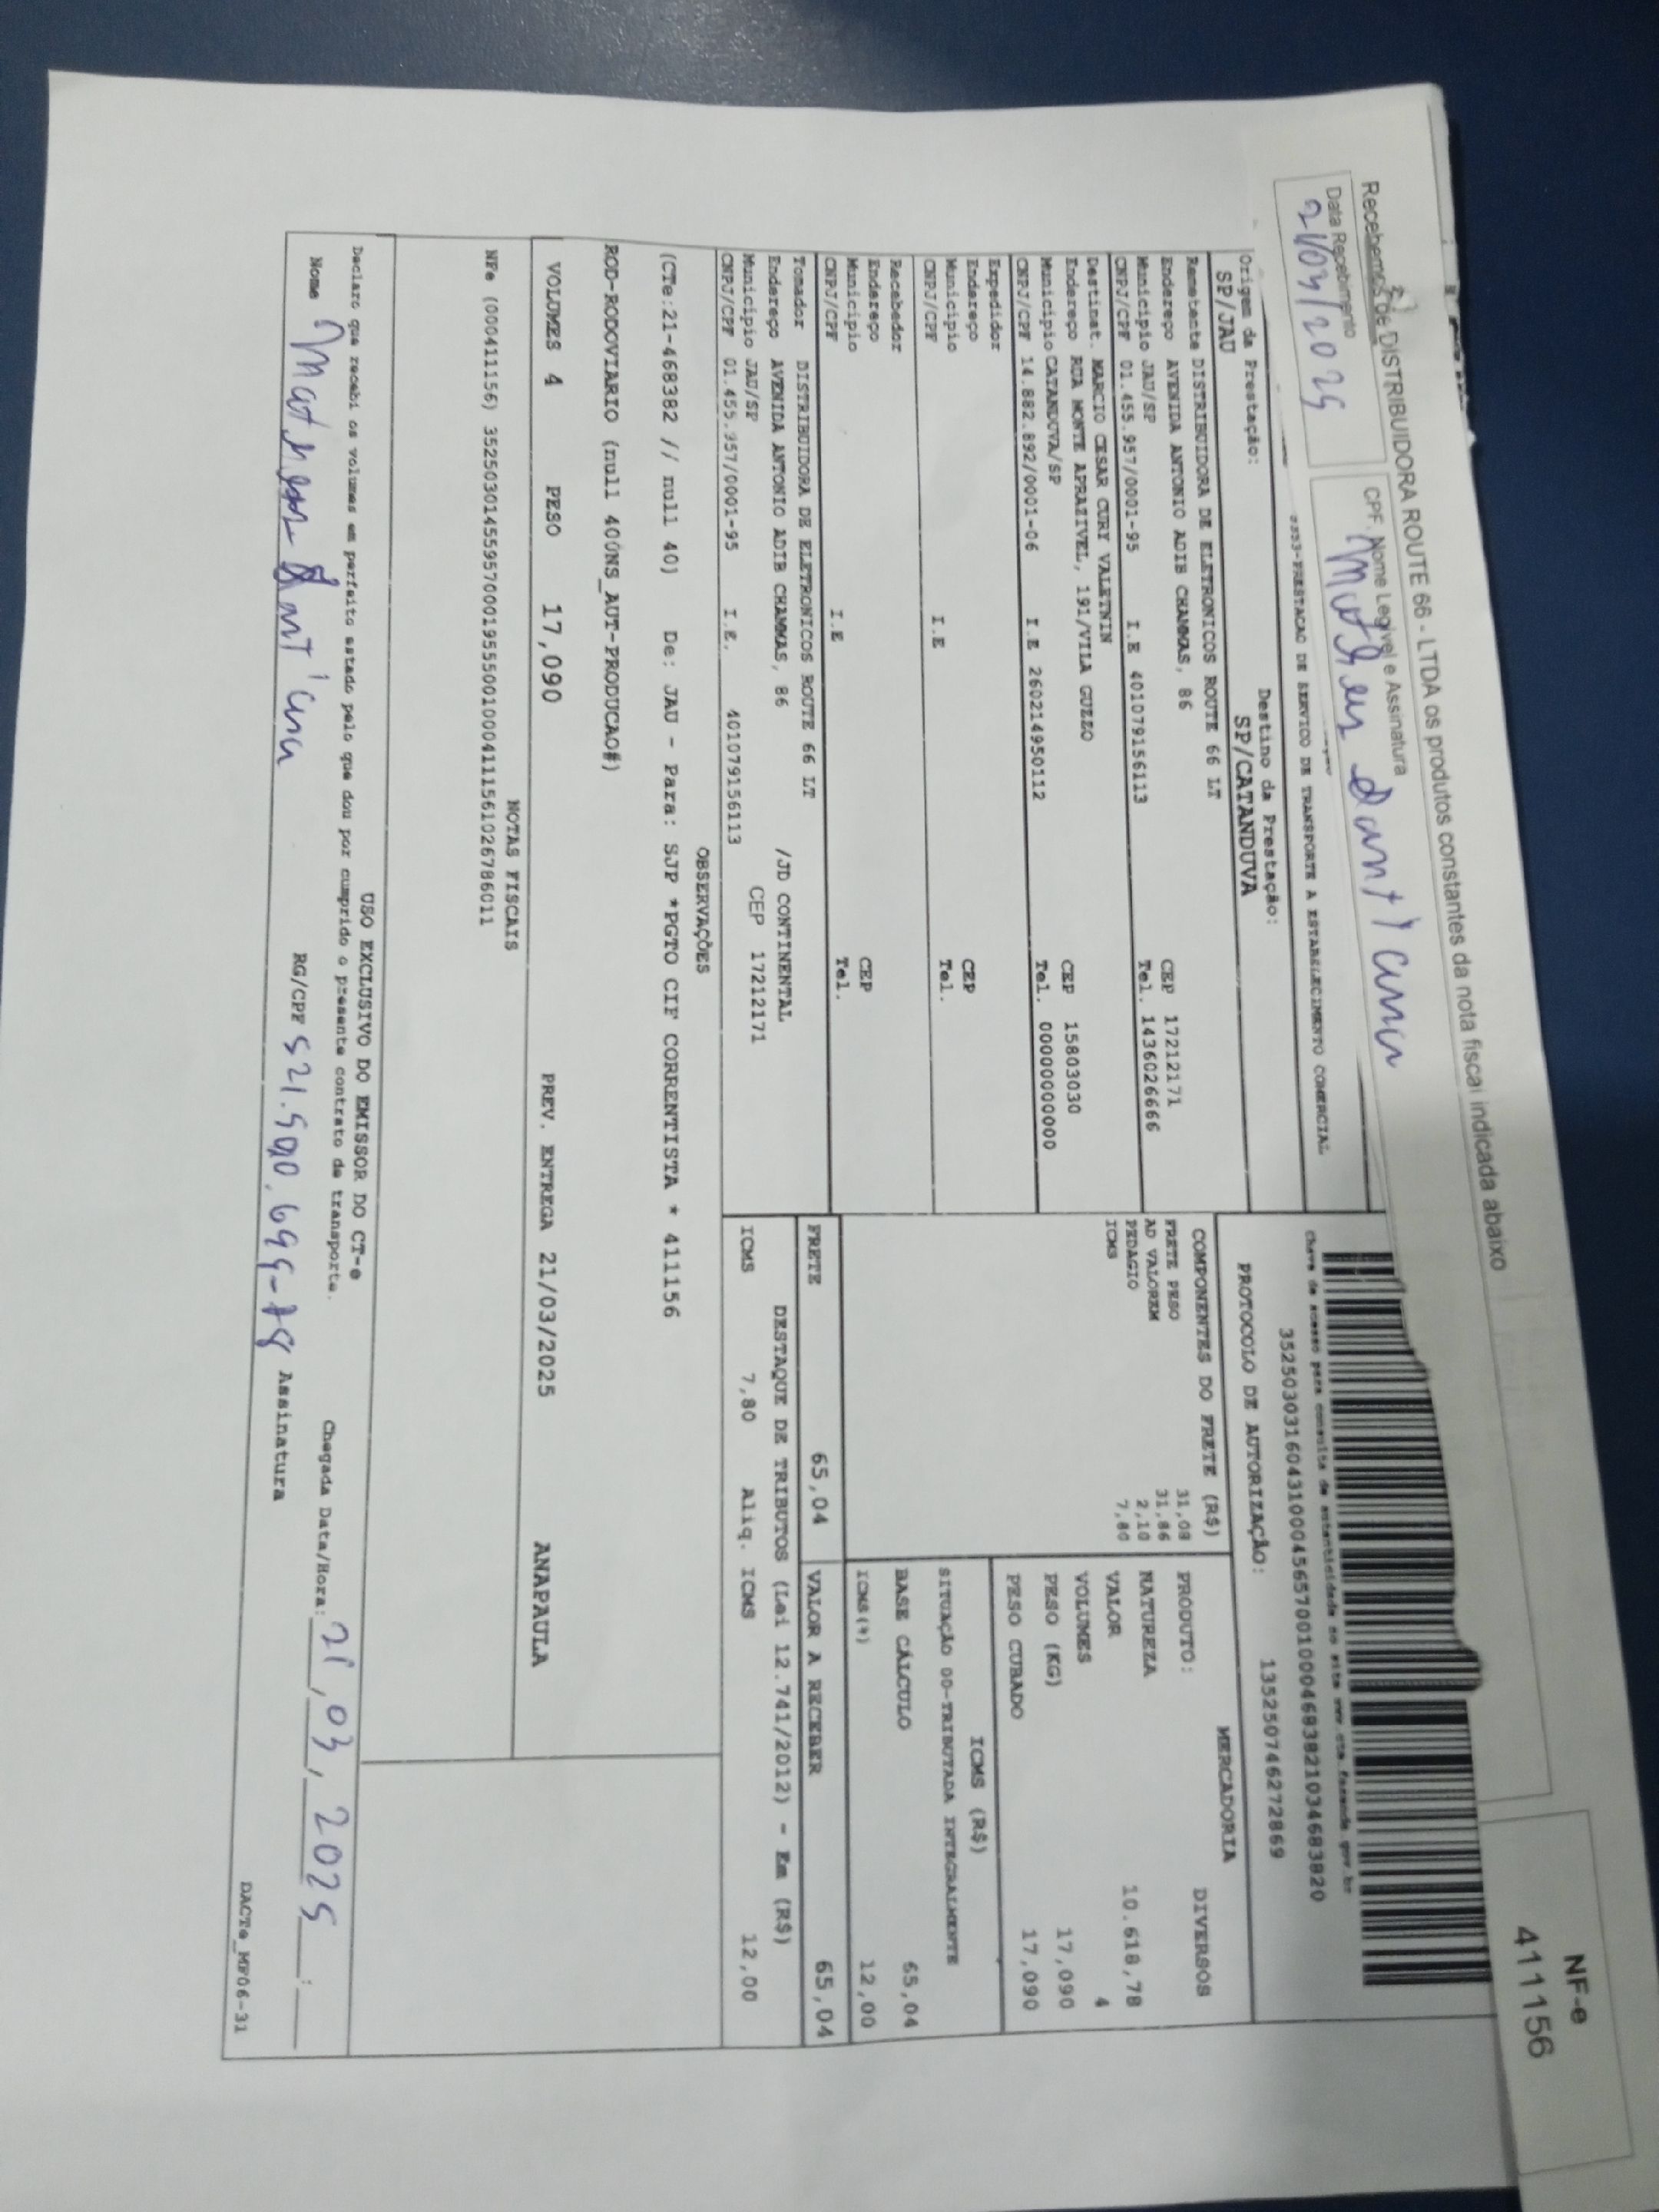 Recebemos de DISTRIBUIDORA ROUTE 66 - LTDA os produtos constantes da nota fiscal indicada abaixo
NF-e
411156
Data Recebimento
21/03/2025
CPF, Nome Legível e Assinatura
5353-PRESTACAO DE SERVICO DE TRANSPORTE A ESTABELECIMENTO COMERCIAL
Origem da Prestação:
SP/JAU
Destino da Prestação:
SP/CATANDUVA
Chave de acesso para consulta de autenticidade no site www.cte.fazenda.gov.br
PROTOCOLO DE AUTORIZAÇÃO: 135250746272869
Remetente DISTRIBUIDORA DE ELETRONICOS ROUTE 66 LT
Endereço AVENIDA ANTONIO ADIB CHAMMAS, 86 CEP 17212171
Município JAU/SP Tel. 1436026666
CNPJ/CPF 01.455.957/0001-95 I.E 401079156113
Destinat. MARCIO CESAR CURY VALETNIN
Endereço RUA MONTE APRAZIVEL, 191/VILA GUZZO CEP 15803030
Município CATANDUVA/SP Tel. 00000000000
CNPJ/CPF 14.882.892/0001-06 I.E 260214950112
Expedidor
Endereço CEP
Município Tel.
CNPJ/CPF I.E
Recebedor
Endereço CEP
Município Tel.
CNPJ/CPF I.E
Tomador DISTRIBUIDORA DE ELETRONICOS ROUTE 66 LT
Endereço AVENIDA ANTONIO ADIB CHAMMAS, 86 /JD CONTINENTAL
Município JAU/SP CEP 17212171
CNPJ/CPF 01.455.957/0001-95 I.E. 401079156113
COMPONENTES DO FRETE (R$)
FRETE PESO 31,08
AD VALOREM 31,86
PEDAGIO 2,10
ICMS 7,80
MERCADORIA
PRODUTO: DIVERSOS
NATUREZA
VALOR 10.618,78
VOLUMES 4
PESO (KG) 17,090
PESO CUBADO 17,090
ICMS (R$)
SITUAÇÃO 00-TRIBUTADA INTEGRALMENTE
BASE CÁLCULO 65,04
ICMS(%) 12,00
FRETE 65,04
VALOR A RECEBER 65,04
DESTAQUE DE TRIBUTOS (Lei 12.741/2012) - Em (R$)
ICMS 7,80 Aliq. ICMS 12,00
OBSERVAÇÕES
(CTe:21-468382 // null 40) De: JAU - Para: SJP *PGTO CIF CORRENTISTA * 411156
ROD-RODOVIARIO (null 400NS_AUT-PRODUCAO#)
VOLUMES 4 PESO 17,090 PREV. ENTREGA 21/03/2025 ANAPAULA
NOTAS FISCAIS
USO EXCLUSIVO DO EMISSOR DO CT-e
Declaro que recebi os volumes em perfeito estado pelo que dou por cumprido o presente contrato de transporte.
Chegada Data/Hora: 21/03/2025 :
Nome RG/CPF Assinatura
DACTe_MF06-31